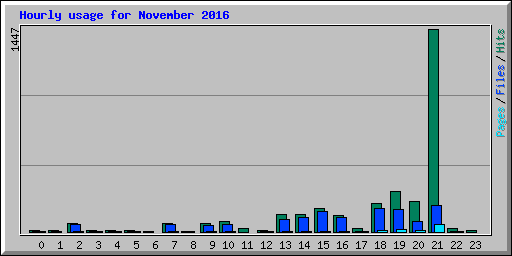 Hourly usage for November 2016
1447
Pages / Files / Hits
0 1 2 3 4 5 6 7 8 9 10 11 12 13 14 15 16 17 18 19 20 21 22 23